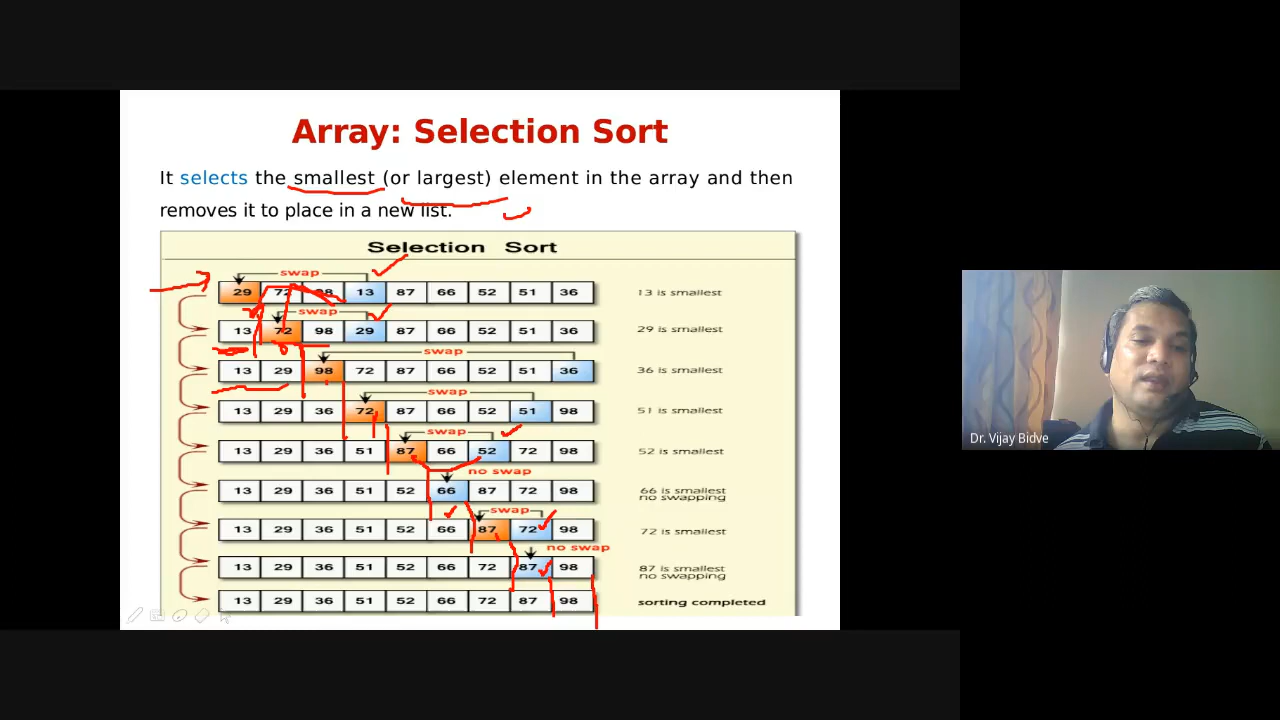 Array: Selection Sort
It selects the smallest (or largest) element in the array and then
removes it to place in a new list.
Selection Sort
swap
29 72 98 13 87 66 52 51 36 13 is smallest
swap
13 72 98 29 87 66 52 51 36 29 is smallest
swap
13 29 98 72 87 66 52 51 36 36 is smallest
swap
13 29 36 72 87 66 52 51 98 51 is smallest
swap
13 29 36 51 87 66 52 72 98 52 is smallest
no swap
13 29 36 51 52 66 87 72 98 66 is smallest
no swapping
swap
13 29 36 51 52 66 87 72 98 72 is smallest
no swap
13 29 36 51 52 66 72 87 98 87 is smallest
no swapping
13 29 36 51 52 66 72 87 98 sorting completed
Dr. Vijay Bidve